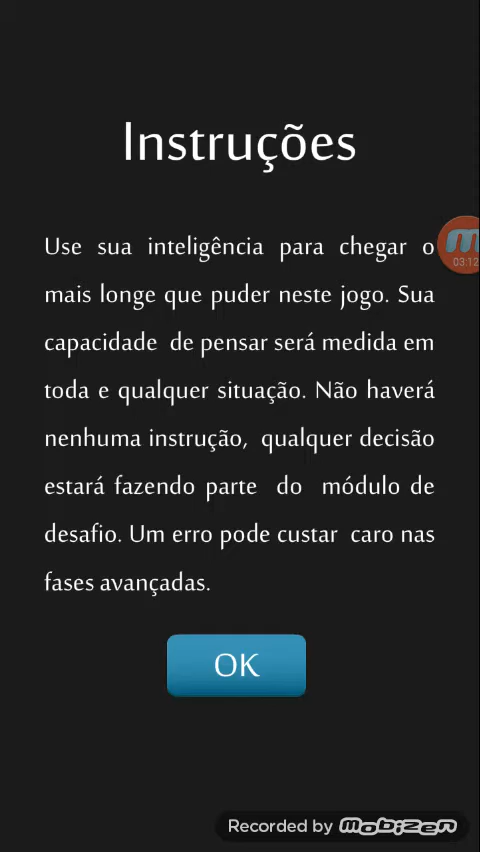 Instruções
Use sua inteligência para chegar o
mais longe que puder neste jogo. Sua
capacidade de pensar será medida em
toda e qualquer situação. Não haverá
nenhuma instrução, qualquer decisão
estará fazendo parte do módulo de
desafio. Um erro pode custar caro nas
fases avançadas.
OK
03:12
Recorded by mobizen